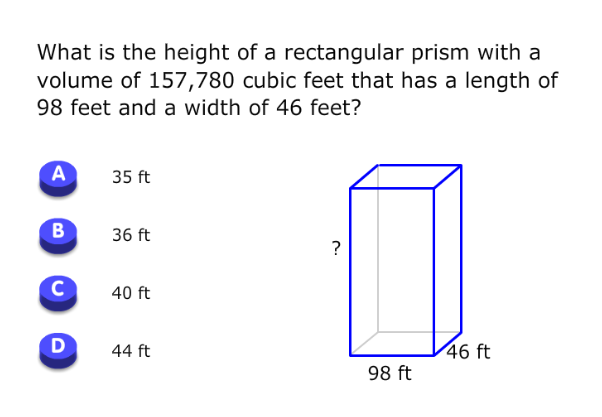 What is the height of a rectangular prism with a
volume of 157,780 cubic feet that has a length of
98 feet and a width of 46 feet?
A 35 ft
B 36 ft
C 40 ft
D 44 ft
?
46 ft
98 ft